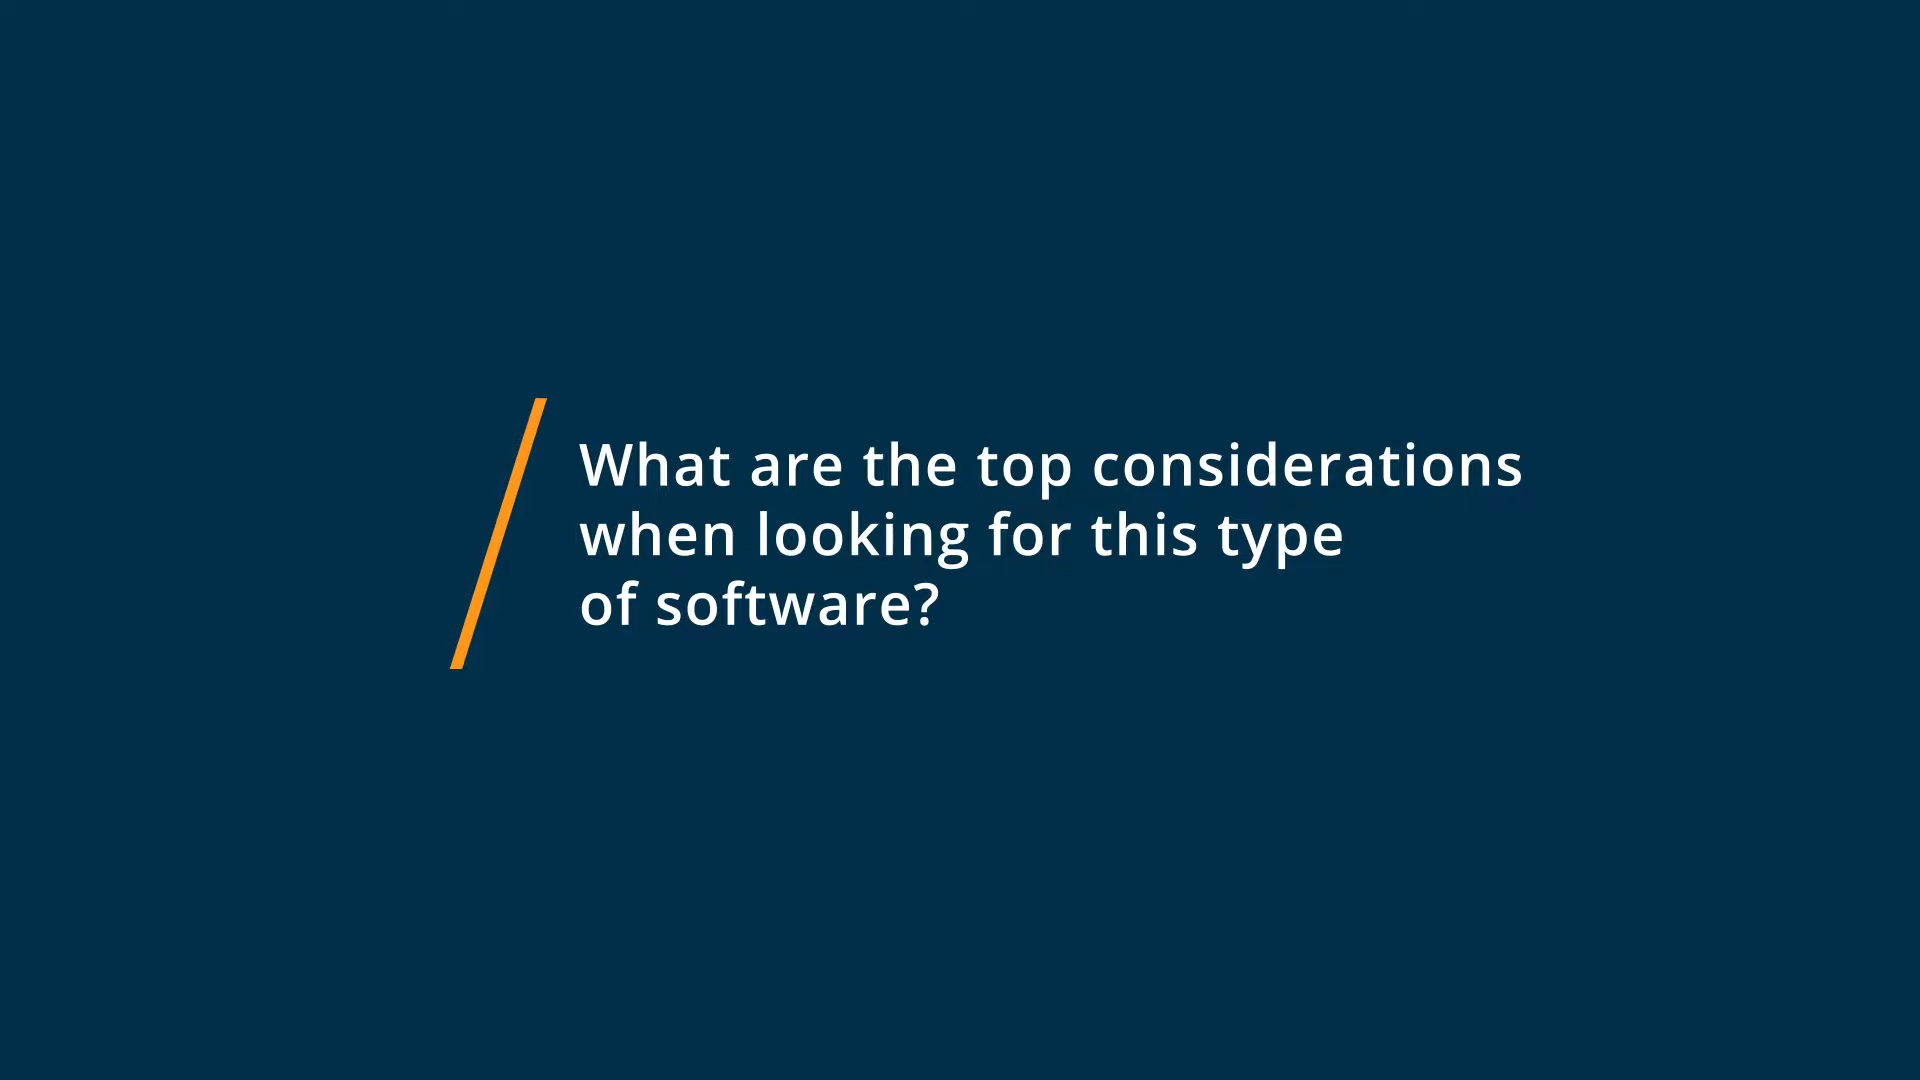 What are the top considerations
when looking for this type
of software?